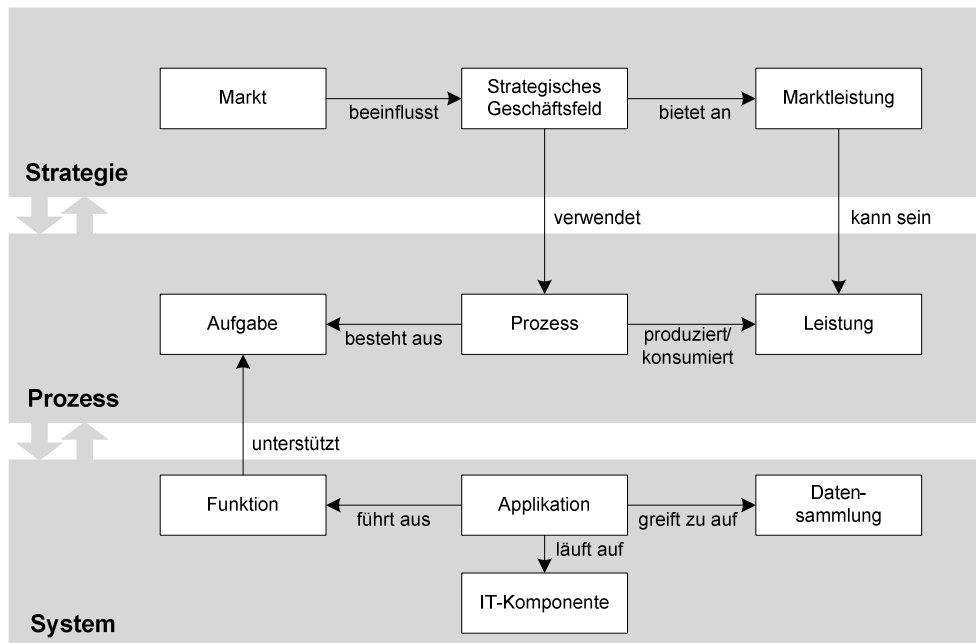 Markt
beeinflusst
Strategisches
Geschäftsfeld
bietet an
Marktleistung
Strategie
verwendet
kann sein
Aufgabe
besteht aus
Prozess
produziert/
konsumiert
Leistung
Prozess
unterstützt
Funktion
führt aus
Applikation
greift zu auf
Daten-
sammlung
läuft auf
IT-Komponente
System